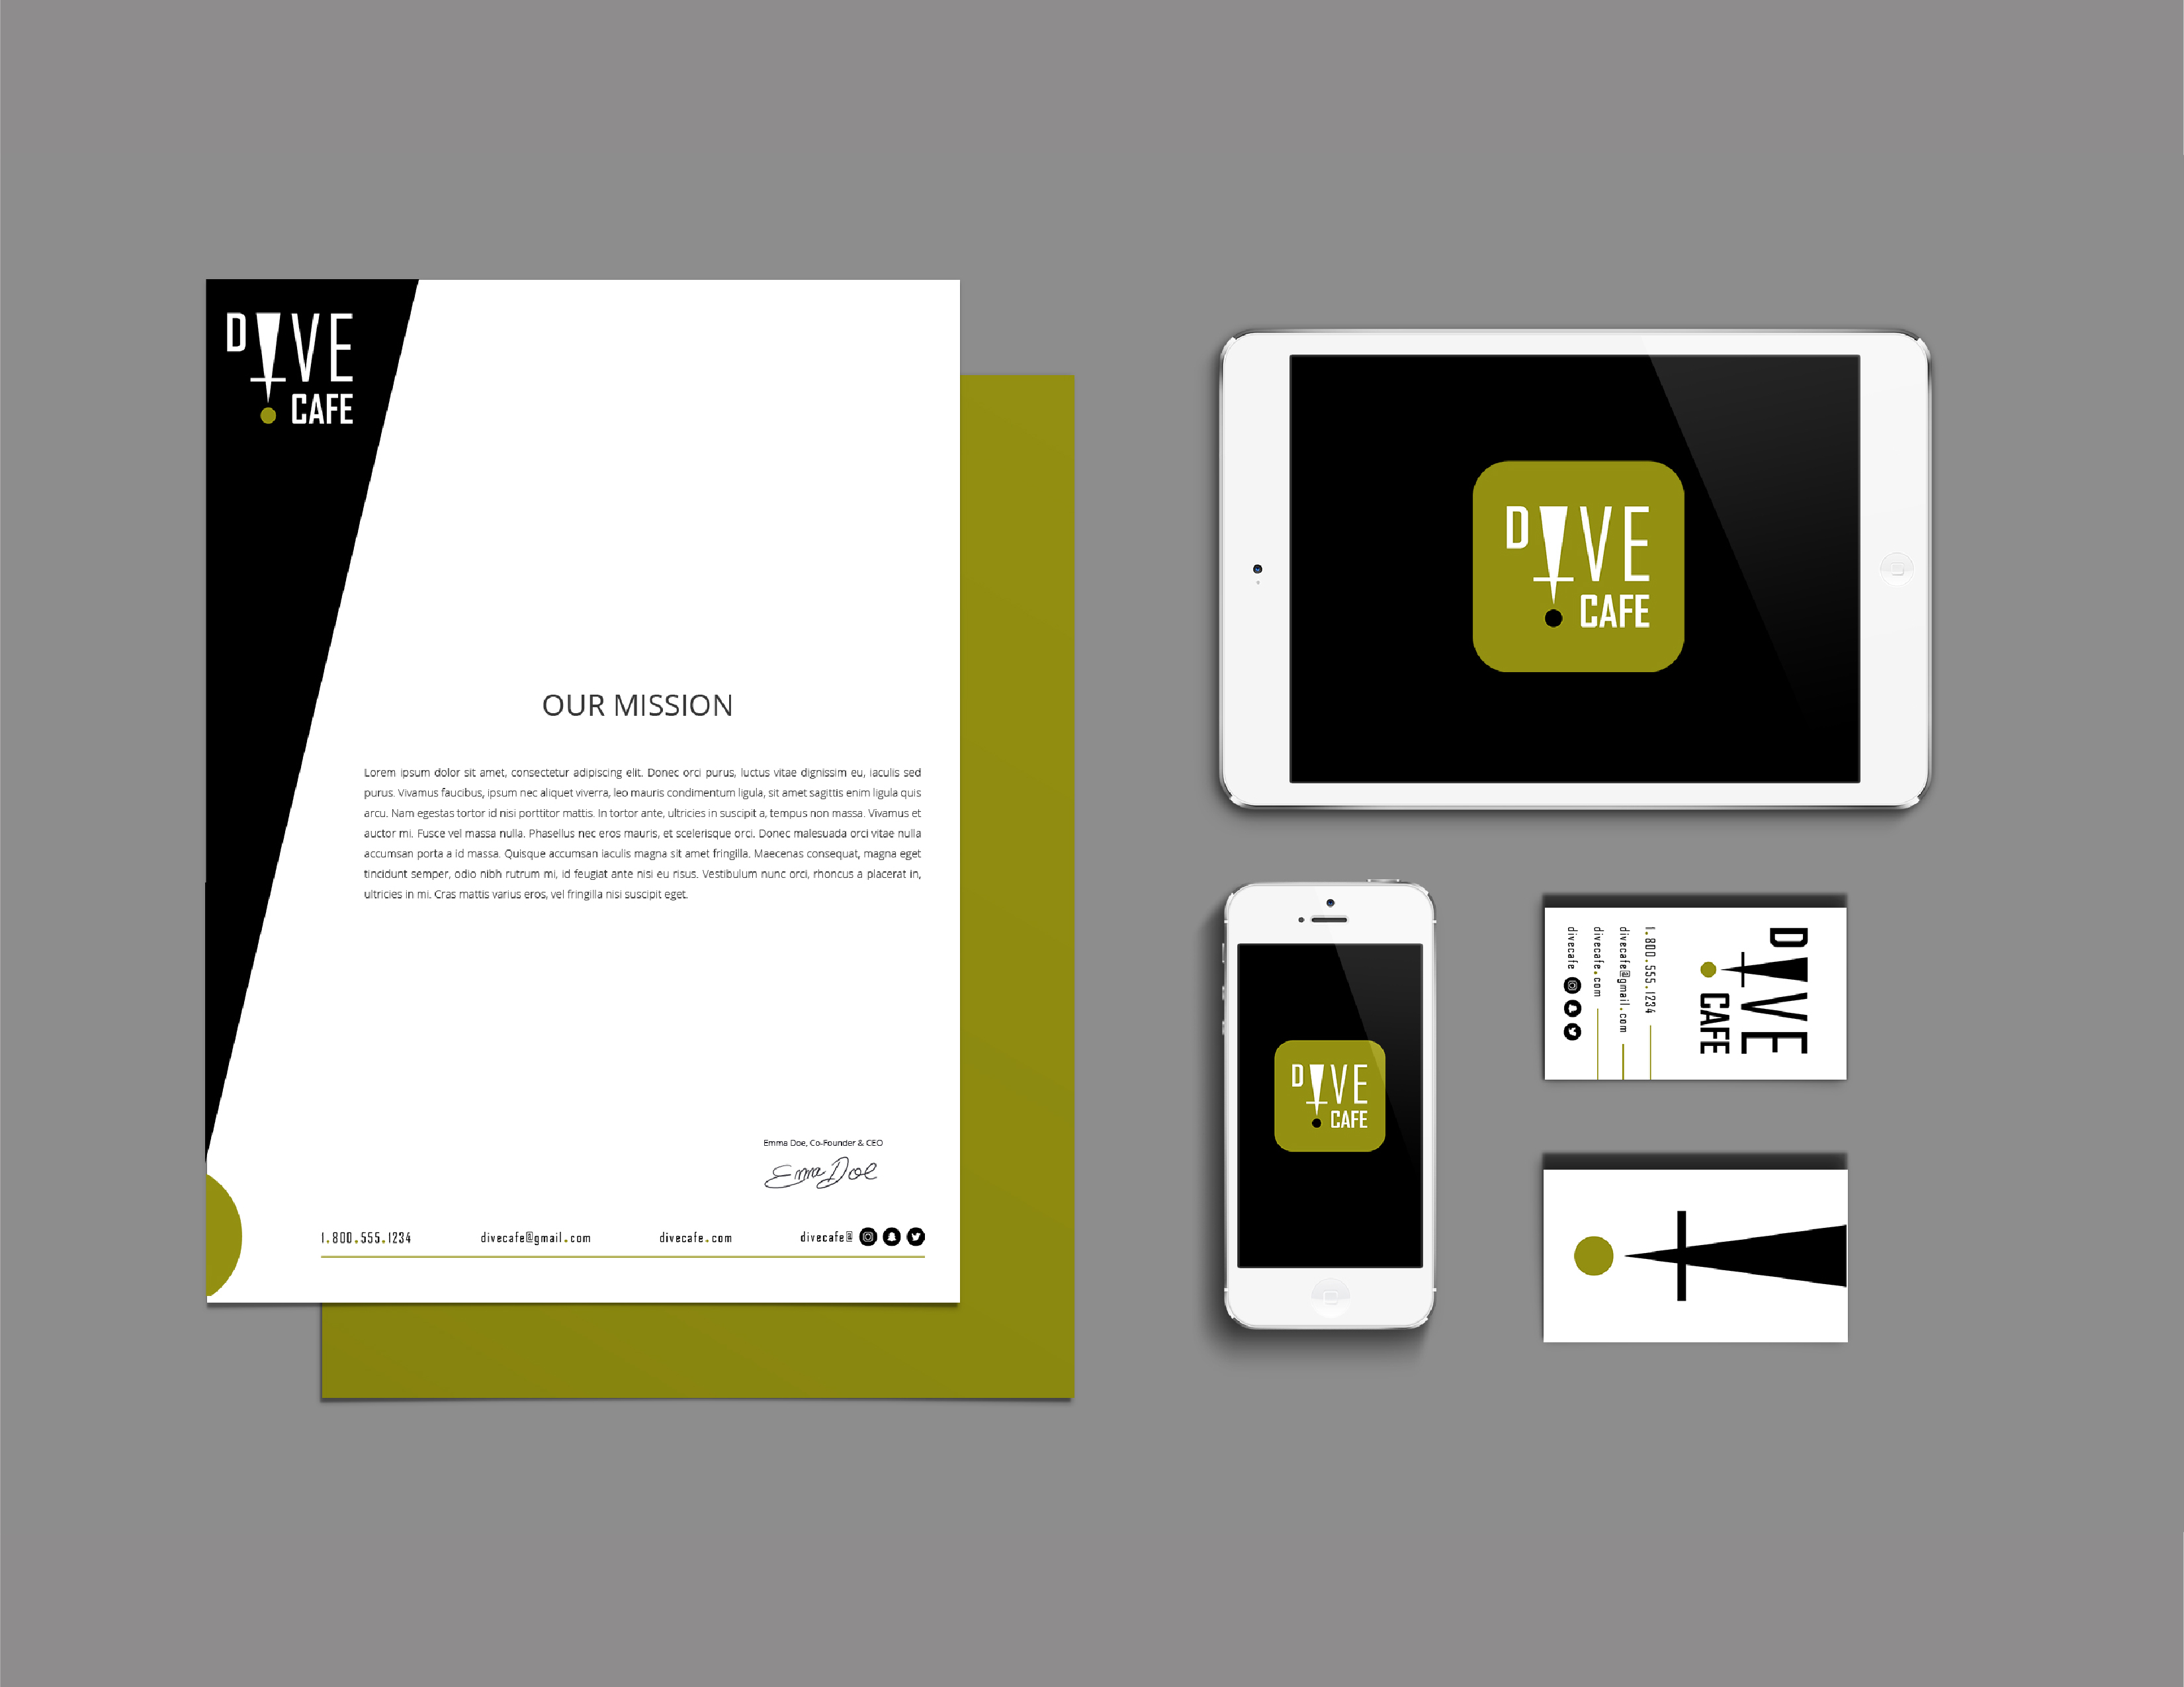 DIVE
CAFE
OUR MISSION
Lorem ipsum dolor sit amet, consectetur adipiscing elit. Donec orci purus, luctus vitae dignissim eu, iaculis sed
purus. Vivamus faucibus, ipsum nec aliquet viverra, leo mauris condimentum ligula, sit amet sagittis enim ligula quis
arcu. Nam egestas tortor id nisi porttitor mattis. In tortor ante, ultricies in suscipit a, tempus non massa. Vivamus et
auctor mi. Fusce vel massa nulla. Phasellus nec eros mauris, et scelerisque orci. Donec malesuada orci vitae nulla
accumsan porta a id massa. Quisque accumsan iaculis magna sit amet fringilla. Maecenas consequat, magna eget
tincidunt semper, odio nibh rutrum mi, id feugiat ante nisi eu risus. Vestibulum nunc orci, rhoncus a placerat in,
ultricies in mi. Cras mattis varius eros, vel fringilla nisi suscipit eget.
Emma Doe, Co-Founder & CEO
Emma Doe
1.800.555.1234 divecafe@gmail.com divecafe.com divecafe@
DIVE
CAFE
DIVE
CAFE
DIVE
CAFE
1.800.555.1234
divecafe@gmail.com
divecafe.com
divecafe